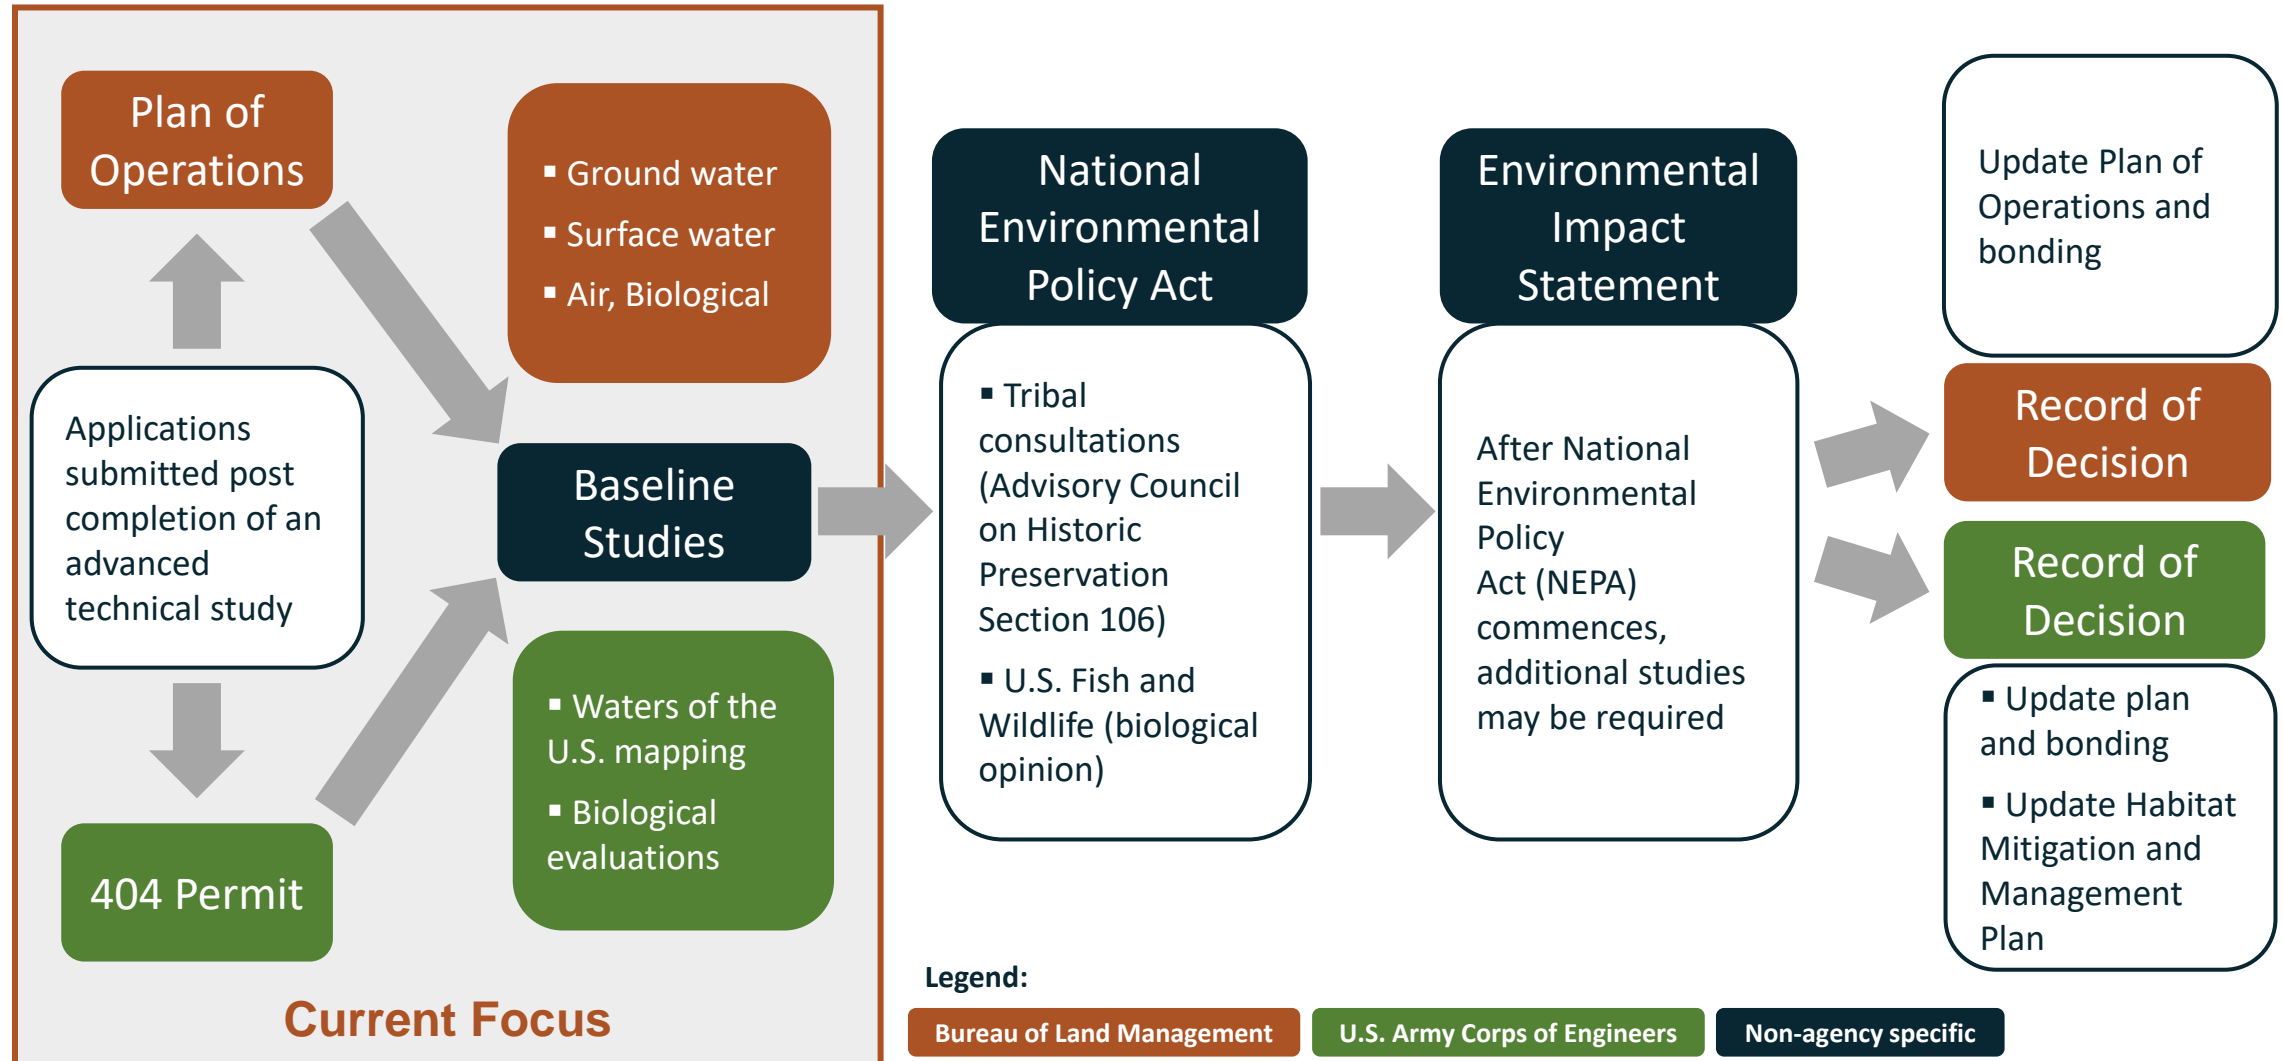 Plan of
Operations
Applications
submitted post
completion of an
advanced
technical study
404 Permit
▪ Ground water
▪ Surface water
▪ Air, Biological
Baseline
Studies
▪ Waters of the
U.S. mapping
▪ Biological
evaluations
Current Focus
National
Environmental
Policy Act
▪ Tribal
consultations
(Advisory Council
on Historic
Preservation
Section 106)
▪ U.S. Fish and
Wildlife (biological
opinion)
Environmental
Impact
Statement
After National
Environmental
Policy
Act (NEPA)
commences,
additional studies
may be required
Update Plan of
Operations and
bonding
Record of
Decision
Record of
Decision
▪ Update plan
and bonding
▪ Update Habitat
Mitigation and
Management
Plan
Legend:
Bureau of Land Management
U.S. Army Corps of Engineers
Non-agency specific